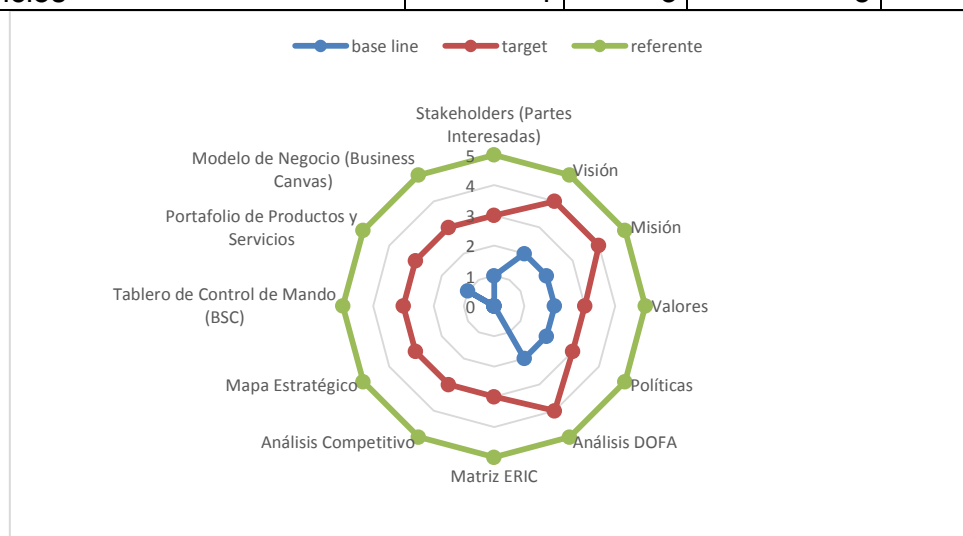 base line
target
referente
Stakeholders (Partes
Interesadas)
Modelo de Negocio (Business
Canvas)
Visión
Portafolio de Productos y
Servicios
Misión
Tablero de Control de Mando
(BSC)
Valores
Mapa Estratégico
Políticas
Análisis Competitivo
Análisis DOFA
Matriz ERIC
5
4
3
2
1
0